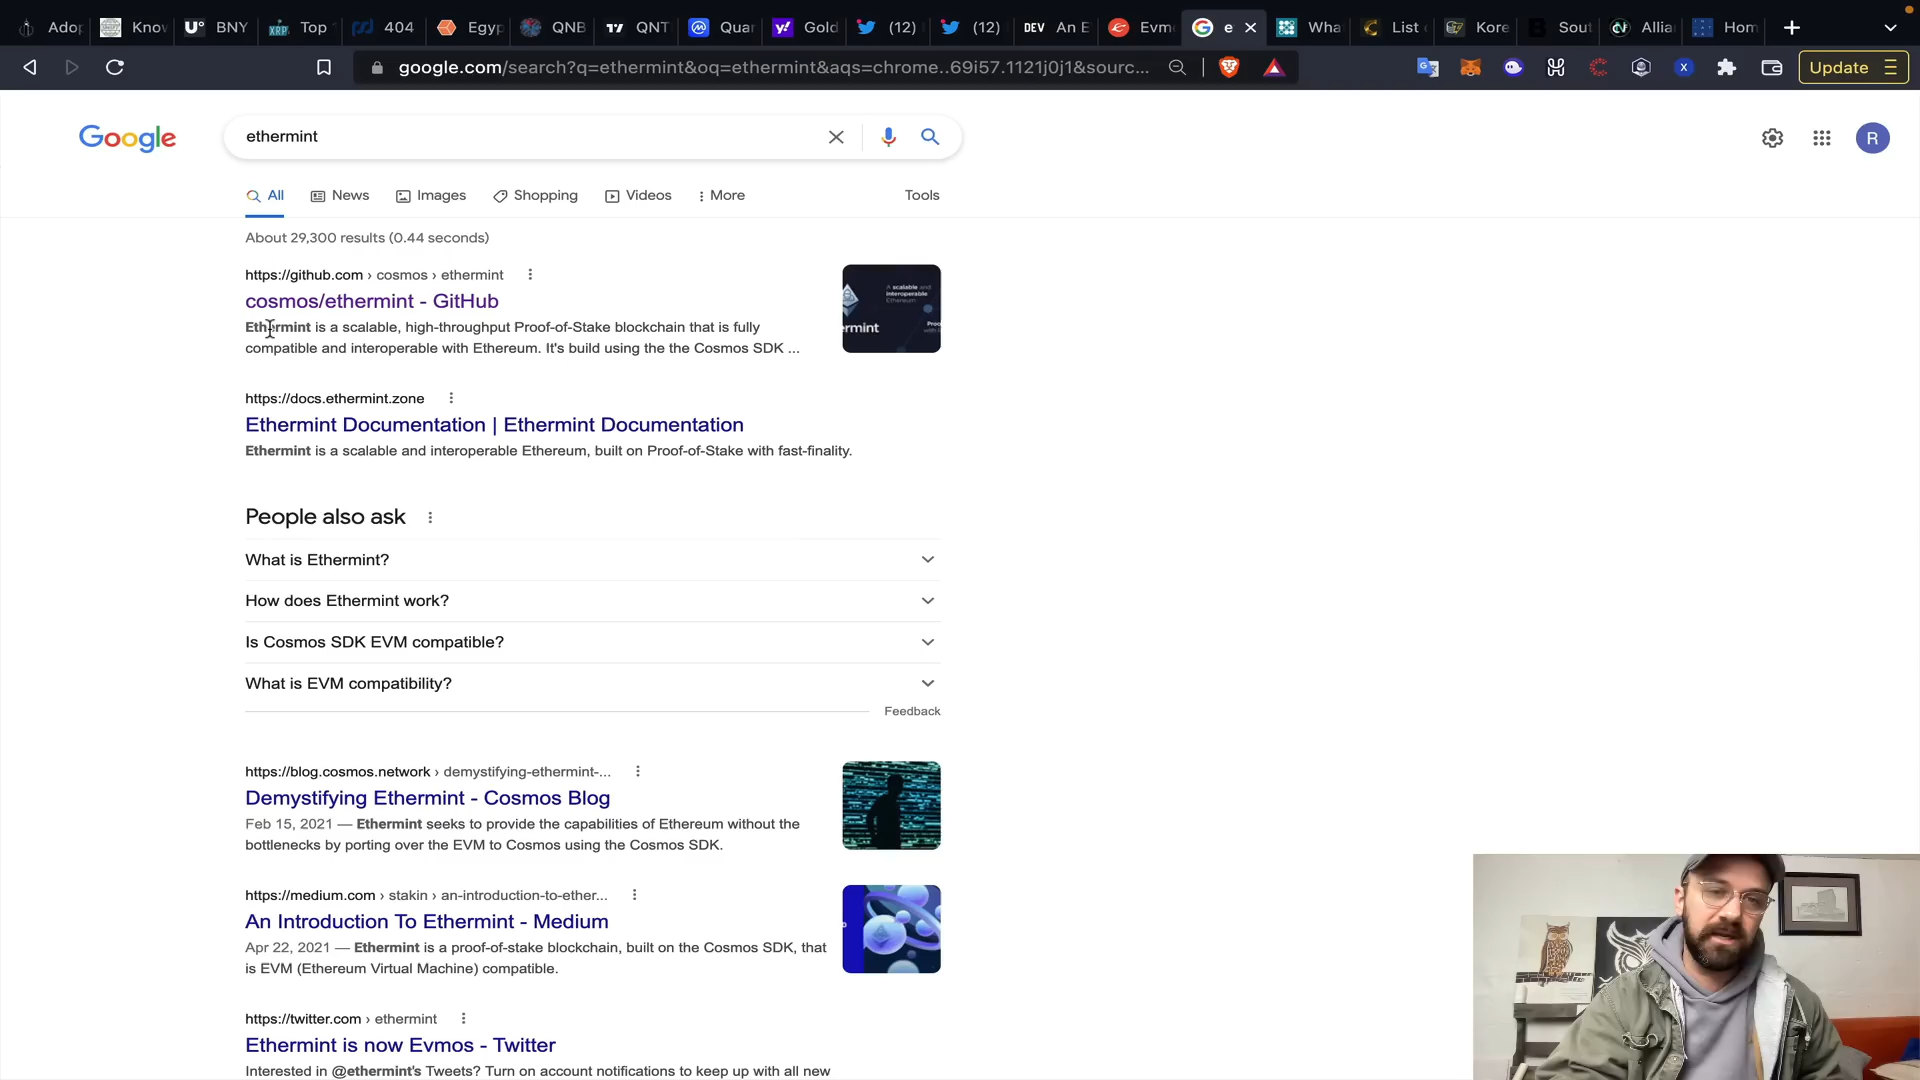 Ado
Kno
U°
BNY
XRP
Top
404
Egyp
QNB
QNT
Quar
y!
Gold
(12)
(12)
DEV
An E
Evm
e
Wha
List
Kore
Sout
Allia
Hom
google.com/search?q=ethermint&oq=ethermint&aqs=chrome..69i57.1121j0j1&sourc...
Update
Google
ethermint
R
All
News
Images
Shopping
Videos
More
Tools
About 29,300 results (0.44 seconds)
https://github.com › cosmos › ethermint
cosmos/ethermint - GitHub
Ethermint is a scalable, high-throughput Proof-of-Stake blockchain that is fully
compatible and interoperable with Ethereum. It's build using the the Cosmos SDK ...
A scalable and
interoperable
Ethereum
rmint
https://docs.ethermint.zone
Ethermint Documentation | Ethermint Documentation
Ethermint is a scalable and interoperable Ethereum, built on Proof-of-Stake with fast-finality.
People also ask
What is Ethermint?
How does Ethermint work?
Is Cosmos SDK EVM compatible?
What is EVM compatibility?
Feedback
https://blog.cosmos.network › demystifying-ethermint-...
Demystifying Ethermint - Cosmos Blog
Feb 15, 2021 — Ethermint seeks to provide the capabilities of Ethereum without the
bottlenecks by porting over the EVM to Cosmos using the Cosmos SDK.
https://medium.com › stakin › an-introduction-to-ether...
An Introduction To Ethermint - Medium
Apr 22, 2021 — Ethermint is a proof-of-stake blockchain, built on the Cosmos SDK, that
is EVM (Ethereum Virtual Machine) compatible.
https://twitter.com › ethermint
Ethermint is now Evmos - Twitter
Interested in @ethermint's Tweets? Turn on account notifications to keep up with all new